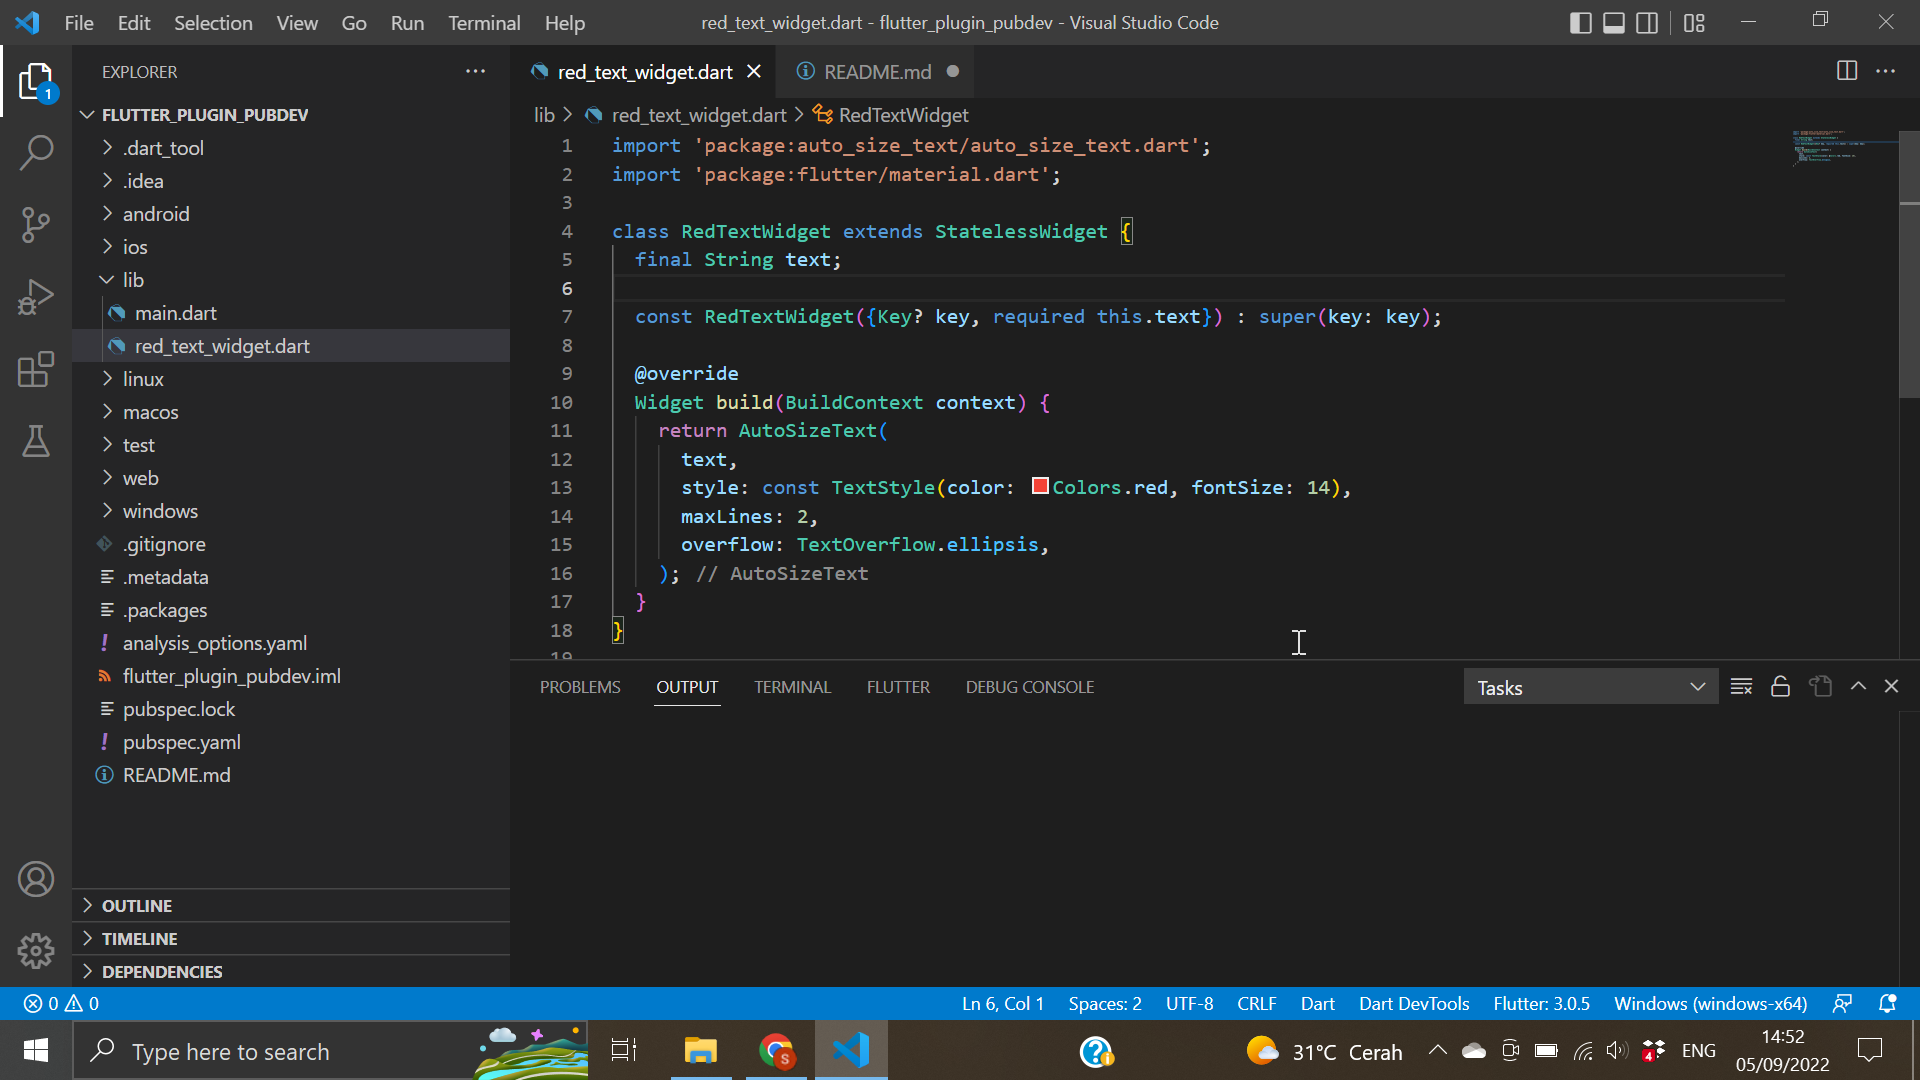 File Edit Selection View Go Run Terminal Help
red_text_widget.dart - flutter_plugin_pubdev - Visual Studio Code
1
EXPLORER
FLUTTER_PLUGIN_PUBDEV
.dart_tool
.idea
android
ios
lib
main.dart
red_text_widget.dart
linux
macos
test
web
windows
.gitignore
.metadata
.packages
analysis_options.yaml
flutter_plugin_pubdev.iml
pubspec.lock
pubspec.yaml
README.md
OUTLINE
TIMELINE
DEPENDENCIES
red_text_widget.dart README.md
lib > red_text_widget.dart > RedTextWidget
1 import 'package:auto_size_text/auto_size_text.dart';
2 import 'package:flutter/material.dart';
3
4 class RedTextWidget extends StatelessWidget {
5 final String text;
6
7 const RedTextWidget({Key? key, required this.text}) : super(key: key);
8
9 @override
10 Widget build(BuildContext context) {
11 return AutoSizeText(
12 text,
13 style: const TextStyle(color: Colors.red, fontSize: 14),
14 maxLines: 2,
15 overflow: TextOverflow.ellipsis,
16 ); // AutoSizeText
17 }
18 }
19
PROBLEMS OUTPUT TERMINAL FLUTTER DEBUG CONSOLE
Tasks
0 0
Ln 6, Col 1 Spaces: 2 UTF-8 CRLF Dart Dart DevTools Flutter: 3.0.5 Windows (windows-x64)
Type here to search
S
31°C Cerah
4
ENG
14:52
05/09/2022